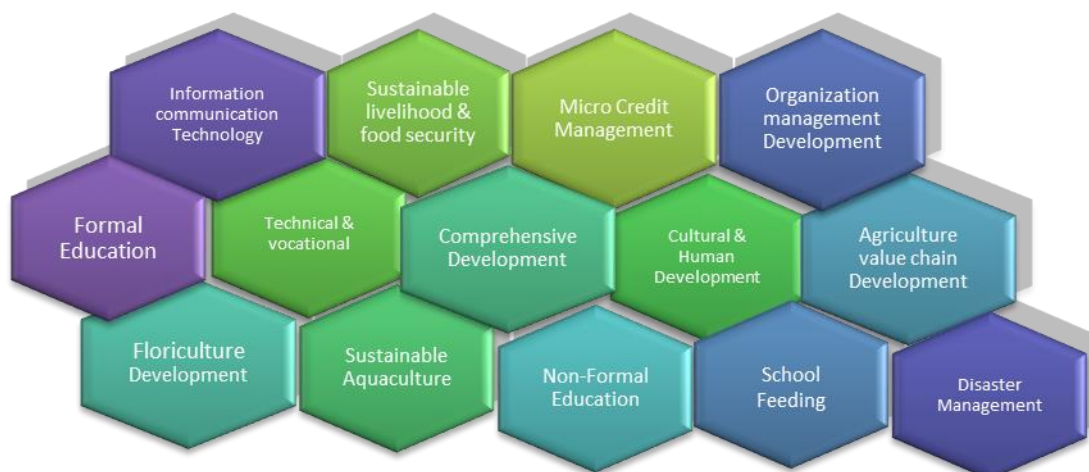 Information
communication
Technology
Sustainable
livelihood &
food security
Micro Credit
Management
Organization
management
Development
Formal
Education
Technical &
vocational
Comprehensive
Development
Cultural &
Human
Development
Agriculture
value chain
Development
Floriculture
Development
Sustainable
Aquaculture
Non-Formal
Education
School
Feeding
Disaster
Management